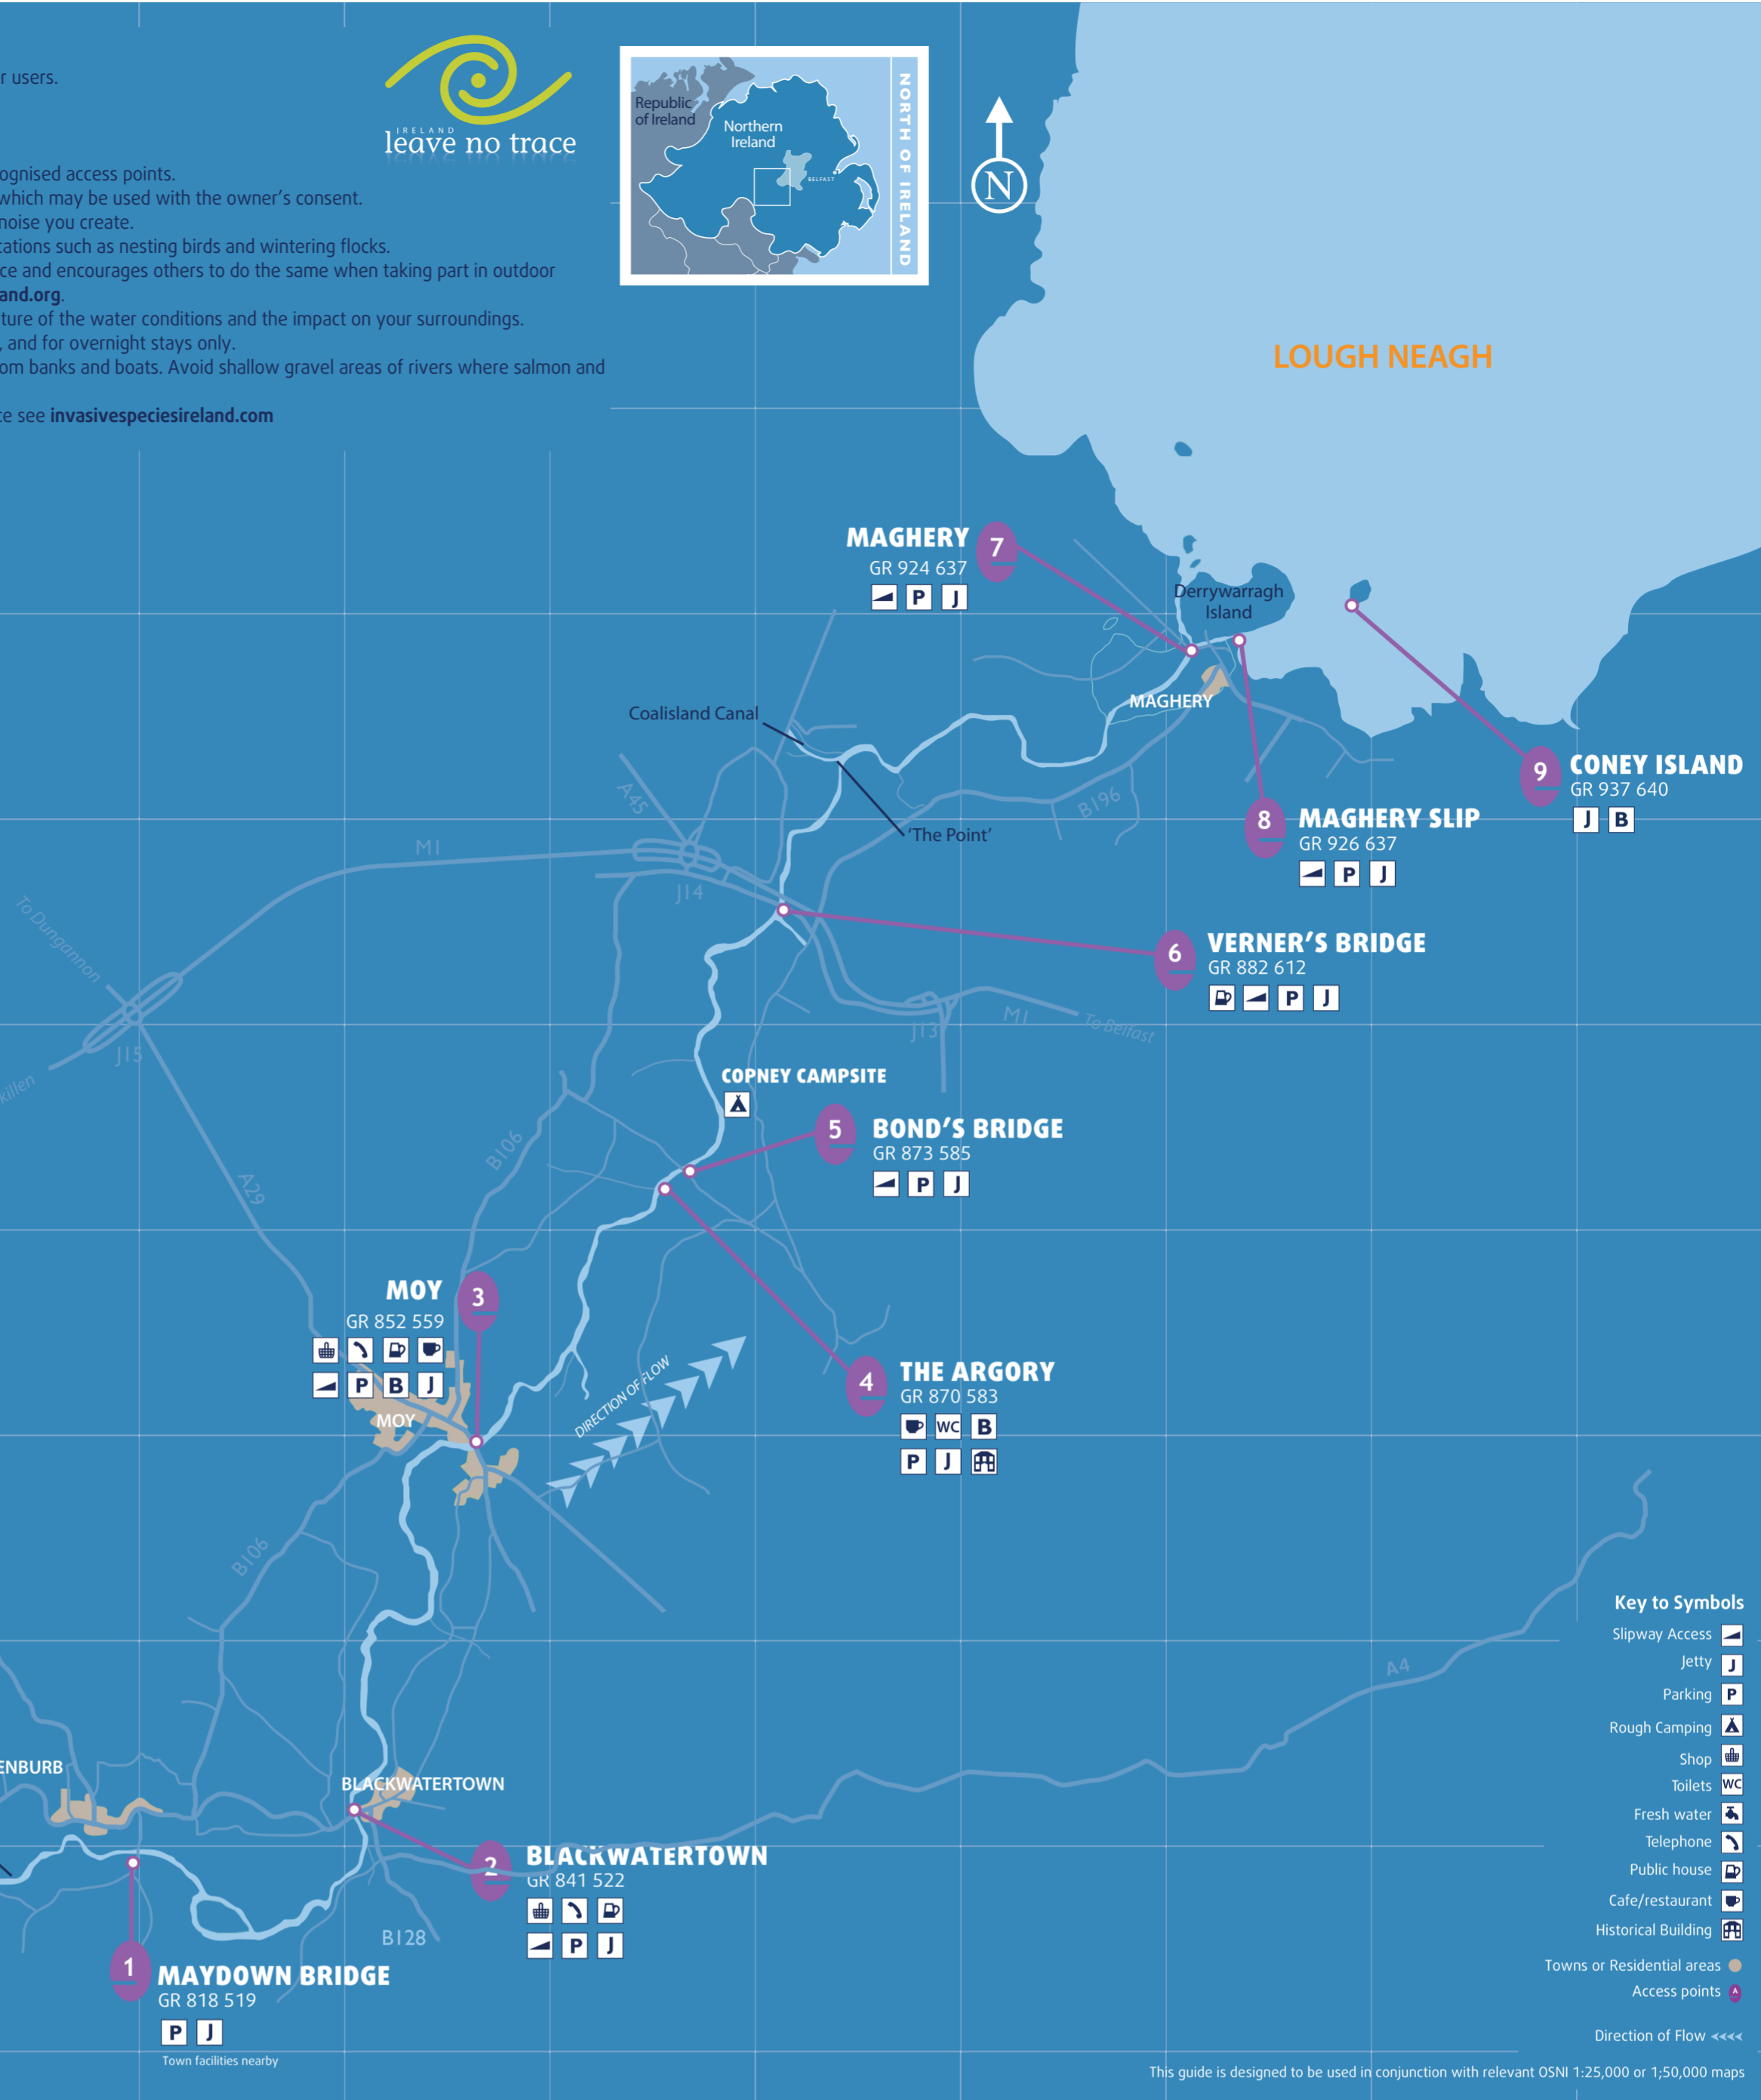 r users.
ognised access points.
which may be used with the owner's consent.
noise you create.
cations such as nesting birds and wintering flocks.
ce and encourages others to do the same when taking part in outdoor
and.org.
ture of the water conditions and the impact on your surroundings.
, and for overnight stays only.
om banks and boats. Avoid shallow gravel areas of rivers where salmon and
ce see invasivespeciesireland.com
IRELAND
leave no trace
Republic
of Ireland
Northern
Ireland
BELFAST
NORTH OF IRELAND
N
LOUGH NEAGH
MAGHERY
7
GR 924 637
P J
Derrywarragh
Island
MAGHERY
Coalisland Canal
'The Point'
9
CONEY ISLAND
GR 937 640
J B
8
MAGHERY SLIP
GR 926 637
P J
A45
B196
M1
J14
To Dungannon
6
VERNER'S BRIDGE
GR 882 612
P J
J13
M1
To Belfast
J15
killen
COPNEY CAMPSITE
5
BOND'S BRIDGE
GR 873 585
P J
B106
A29
MOY
3
GR 852 559
P B J
MOY
DIRECTION OF FLOW
4
THE ARGORY
GR 870 583
WC B
P J
B106
A4
ENBURB
BLACKWATERTOWN
2
BLACKWATERTOWN
GR 841 522
P J
B128
1
MAYDOWN BRIDGE
GR 818 519
P J
Town facilities nearby
Key to Symbols
Slipway Access
Jetty J
Parking P
Rough Camping
Shop
Toilets WC
Fresh water
Telephone
Public house
Cafe/restaurant
Historical Building
Towns or Residential areas
Access points A
Direction of Flow
This guide is designed to be used in conjunction with relevant OSNI 1:25,000 or 1;50,000 maps